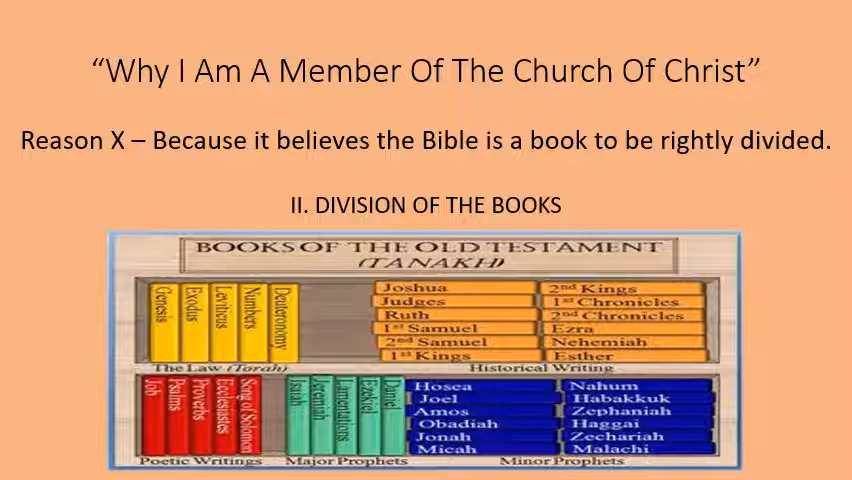 “Why I Am A Member Of The Church Of Christ”
Reason X – Because it believes the Bible is a book to be rightly divided.
II. DIVISION OF THE BOOKS
BOOKS OF THE OLD TESTAMENT
(TANAKH)
Genesis
Exodus
Leviticus
Numbers
Deuteronomy
The Law (Torah)
Joshua
Judges
Ruth
1st Samuel
2nd Samuel
1st Kings
2nd Kings
1st Chronicles
2nd Chronicles
Ezra
Nehemiah
Esther
Historical Writing
Job
Psalms
Proverbs
Ecclesiastes
Song of Solomon
Poetic Writings
Isaiah
Jeremiah
Lamentations
Ezekiel
Daniel
Major Prophets
Hosea
Joel
Amos
Obadiah
Jonah
Micah
Nahum
Habakkuk
Zephaniah
Haggai
Zechariah
Malachi
Minor Prophets